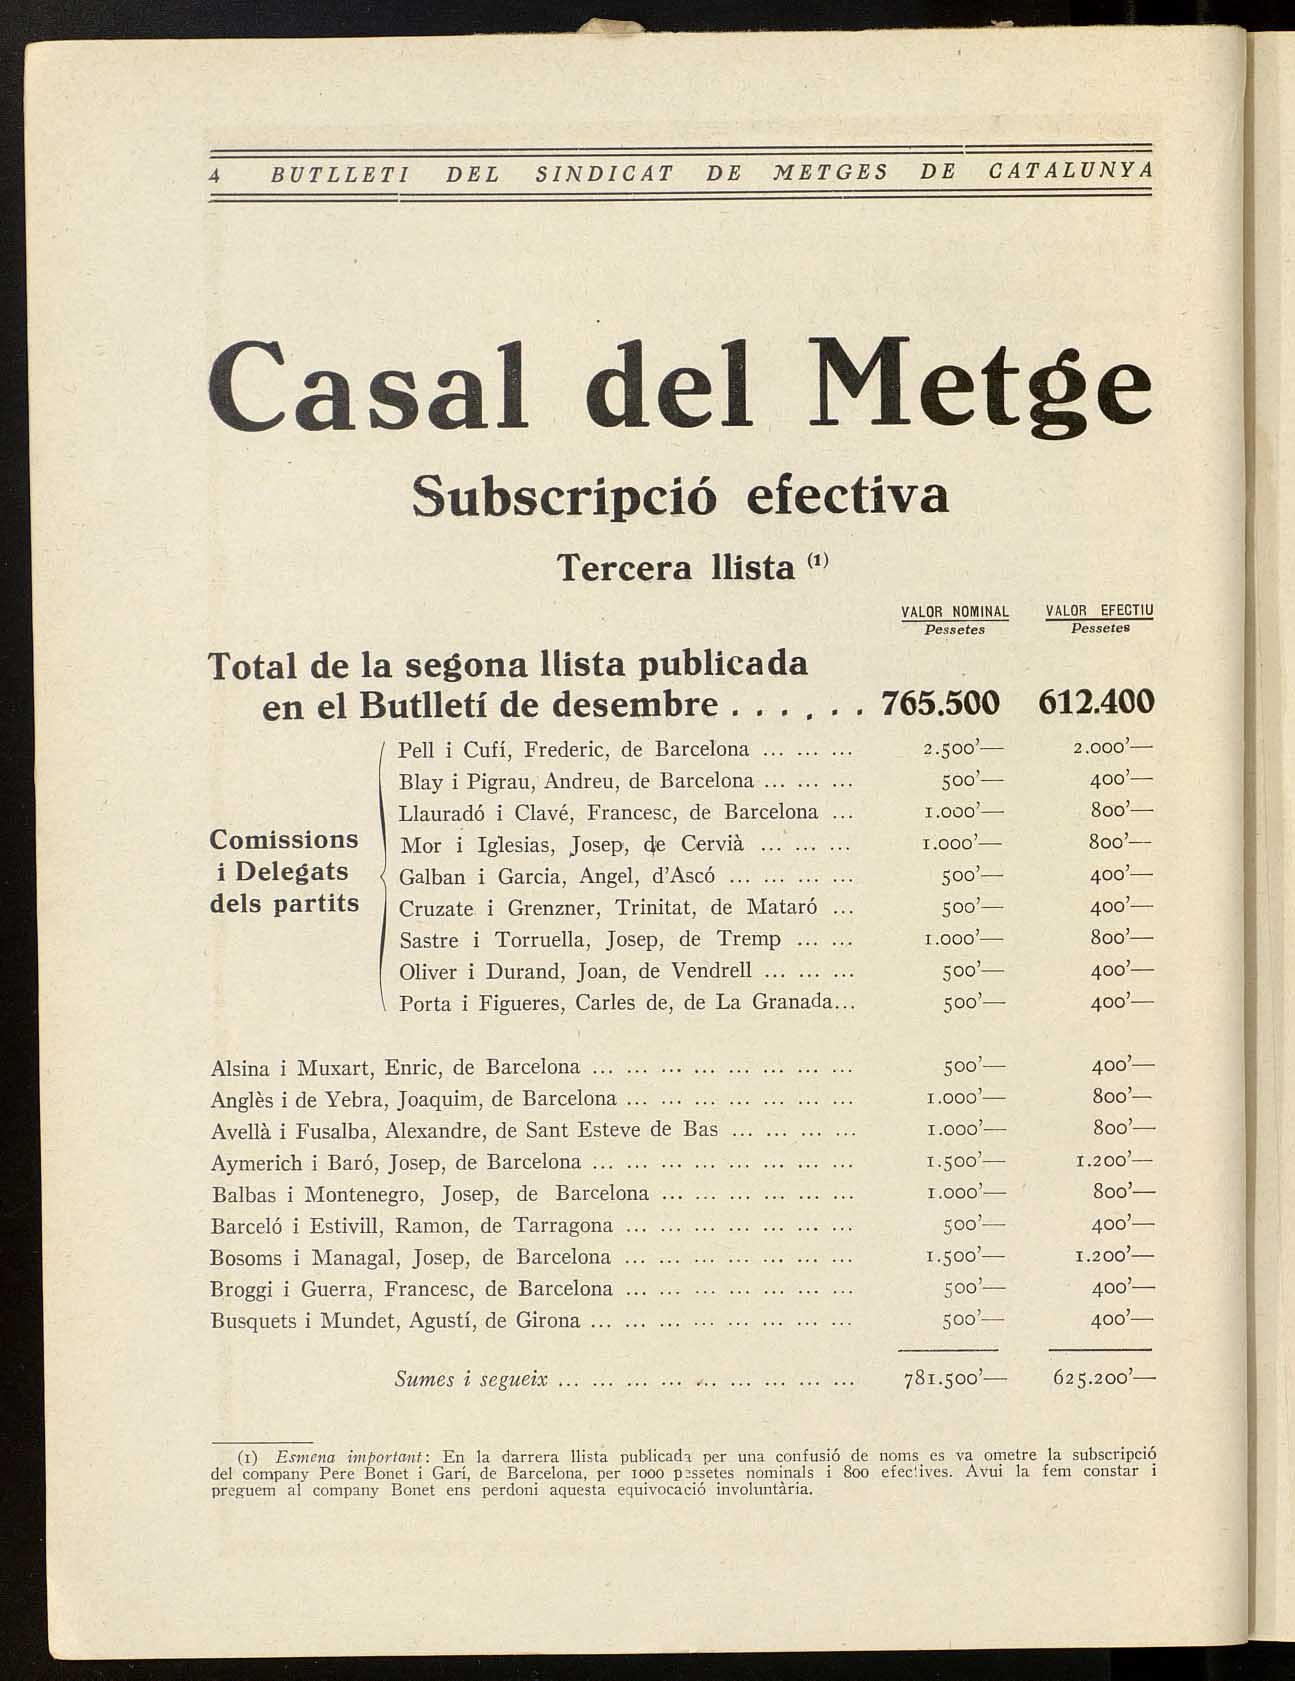 4 BUTLLETI DEL SINDICAT DE METGES DE CATALUNYA
Casal del Metge
Subscripció efectiva
Tercera llista (1)
VALOR NOMINAL VALOR EFECTIU
Pessetes Pessetes
Total de la segona llista publicada
en el Butlletí de desembre . . . . . . 765.500 612.400
Comissions
i Delegats
dels partits
Pell i Cufí, Frederic, de Barcelona ... ... ... 2.500’— 2.000’—
Blay i Pigrau, Andreu, de Barcelona ... ... ... 500’— 400’—
Llauradó i Clavé, Francesc, de Barcelona ... 1.000’— 800’—
Mor i Iglesias, Josep, de Cervià ... ... ... 1.000’— 800’—
Galban i Garcia, Angel, d’Ascó ... ... ... ... 500’— 400’—
Cruzate i Grenzner, Trinitat, de Mataró ... 500’— 400’—
Sastre i Torruella, Josep, de Tremp ... ... 1.000’— 800’—
Oliver i Durand, Joan, de Vendrell ... ... ... 500’— 400’—
Porta i Figueres, Carles de, de La Granada... 500’— 400’—
Alsina i Muxart, Enric, de Barcelona ... ... ... ... ... ... ... ... 500’— 400’—
Anglès i de Yebra, Joaquim, de Barcelona ... ... ... ... ... ... ... 1.000’— 800’—
Avellà i Fusalba, Alexandre, de Sant Esteve de Bas ... ... ... ... 1.000’— 800’—
Aymerich i Baró, Josep, de Barcelona ... ... ... ... ... ... ... ... 1.500’— 1.200’—
Balbas i Montenegro, Josep, de Barcelona ... ... ... ... ... ... 1.000’— 800’—
Barceló i Estivill, Ramon, de Tarragona ... ... ... ... ... ... ... 500’— 400’—
Bosoms i Managal, Josep, de Barcelona ... ... ... ... ... ... ... 1.500’— 1.200’—
Broggi i Guerra, Francesc, de Barcelona ... ... ... ... ... ... ... 500’— 400’—
Busquets i Mundet, Agustí, de Girona ... ... ... ... ... ... ... ... 500’— 400’—
Sumes i segueix ... ... ... ... ... ... ... ... ... 781.500’— 625.200’—
(1) Esmena important: En la darrera llista publicada per una confusió de noms es va ometre la subscripció
del company Pere Bonet i Garí, de Barcelona, per 1000 pessetes nominals i 800 efectives. Avui la fem constar i
preguem al company Bonet ens perdoni aquesta equivocació involuntària.